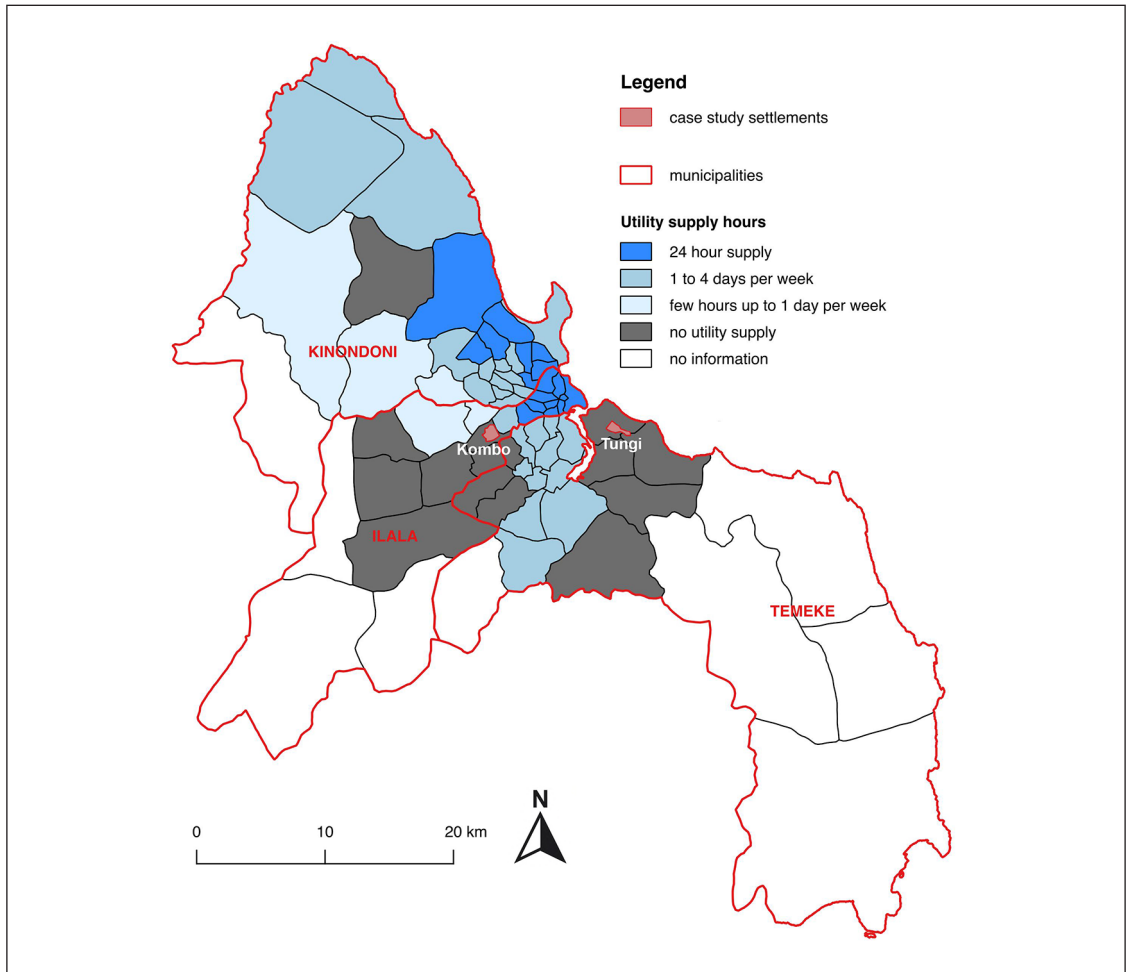 Legend
case study settlements
municipalities
Utility supply hours
24 hour supply
1 to 4 days per week
few hours up to 1 day per week
no utility supply
no information
KINONDONI
Kombo
Tungi
ILALA
TEMEKE
N
0 10 20 km